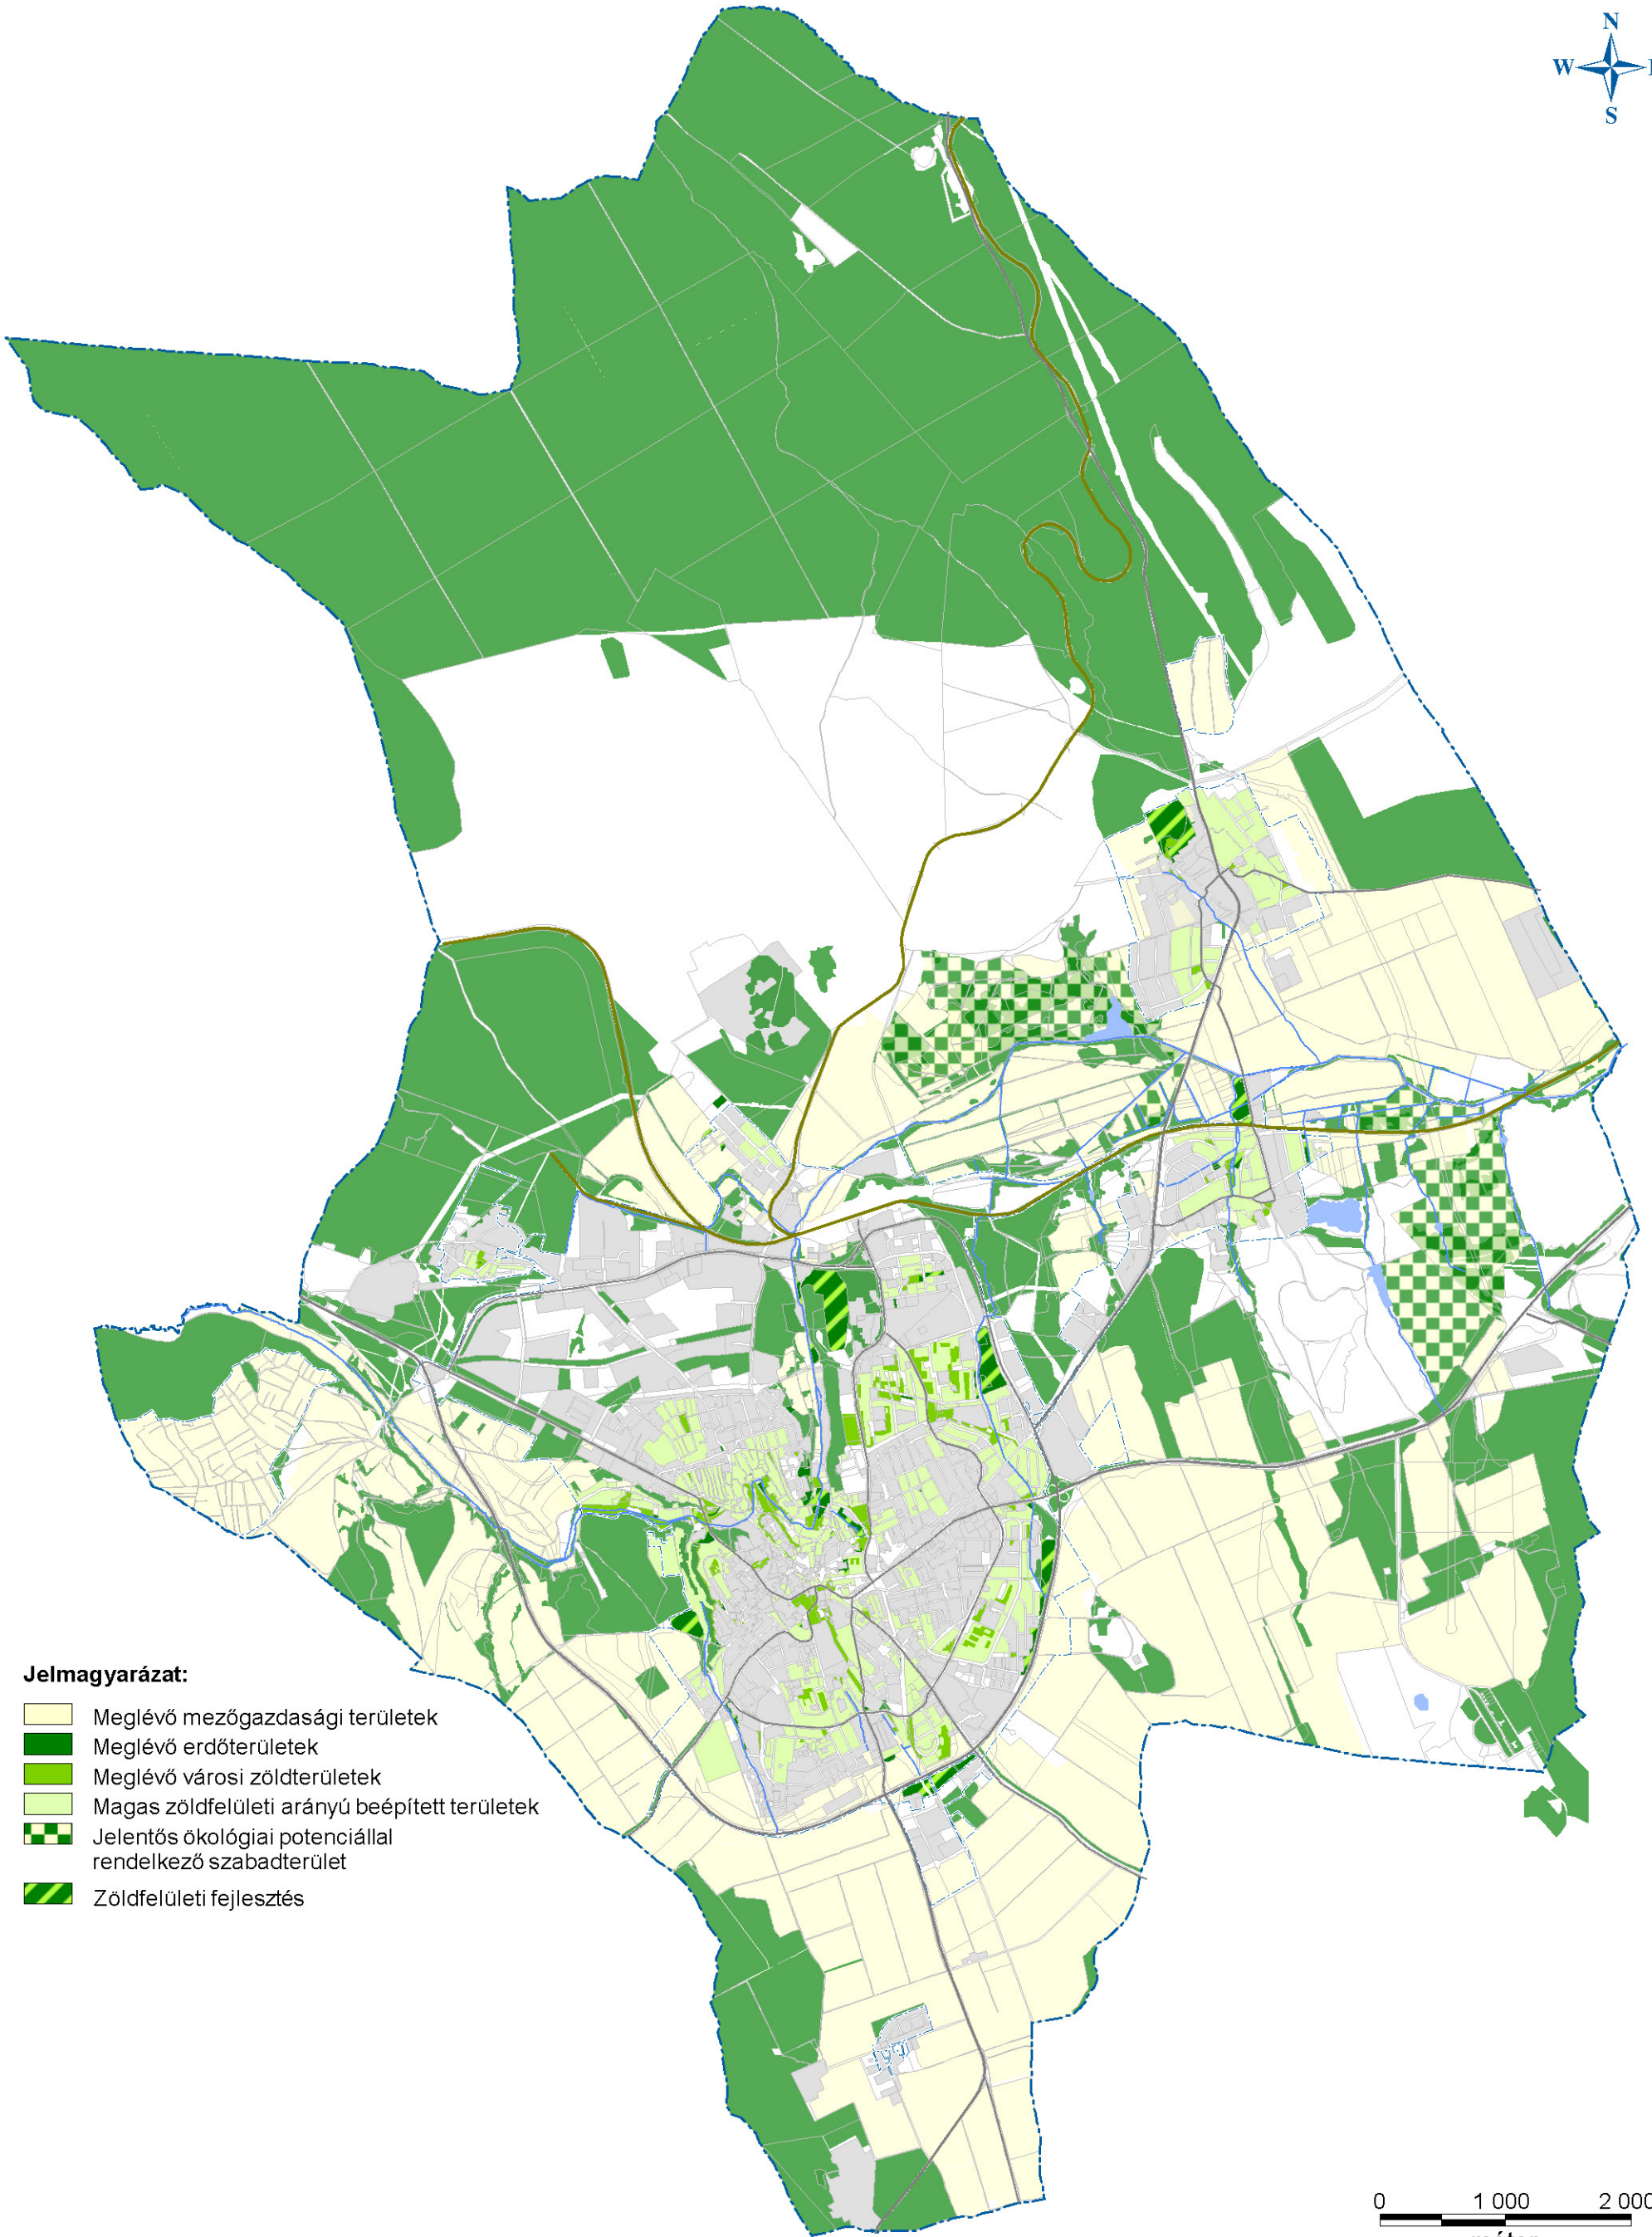 N
W
S
Jelmagyarázat:
Meglévő mezőgazdasági területek
Meglévő erdőterületek
Meglévő városi zöldterületek
Magas zöldfelületi arányú beépített területek
Jelentős ökológiai potenciállal
rendelkező szabadterület
Zöldfelületi fejlesztés
0 1 000 2 000